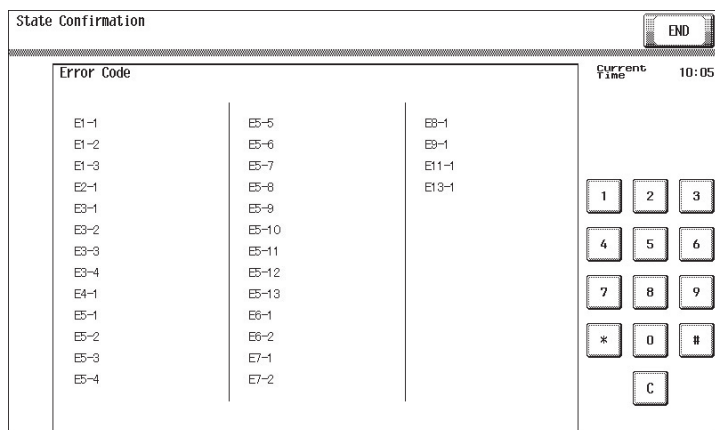 State Confirmation
END
Error Code
Current Time
10:05
E1-1
E1-2
E1-3
E2-1
E3-1
E3-2
E3-3
E3-4
E4-1
E5-1
E5-2
E5-3
E5-4
E5-5
E5-6
E5-7
E5-8
E5-9
E5-10
E5-11
E5-12
E5-13
E6-1
E6-2
E7-1
E7-2
E8-1
E9-1
E11-1
E13-1
1 2 3
4 5 6
7 8 9
* 0 #
C